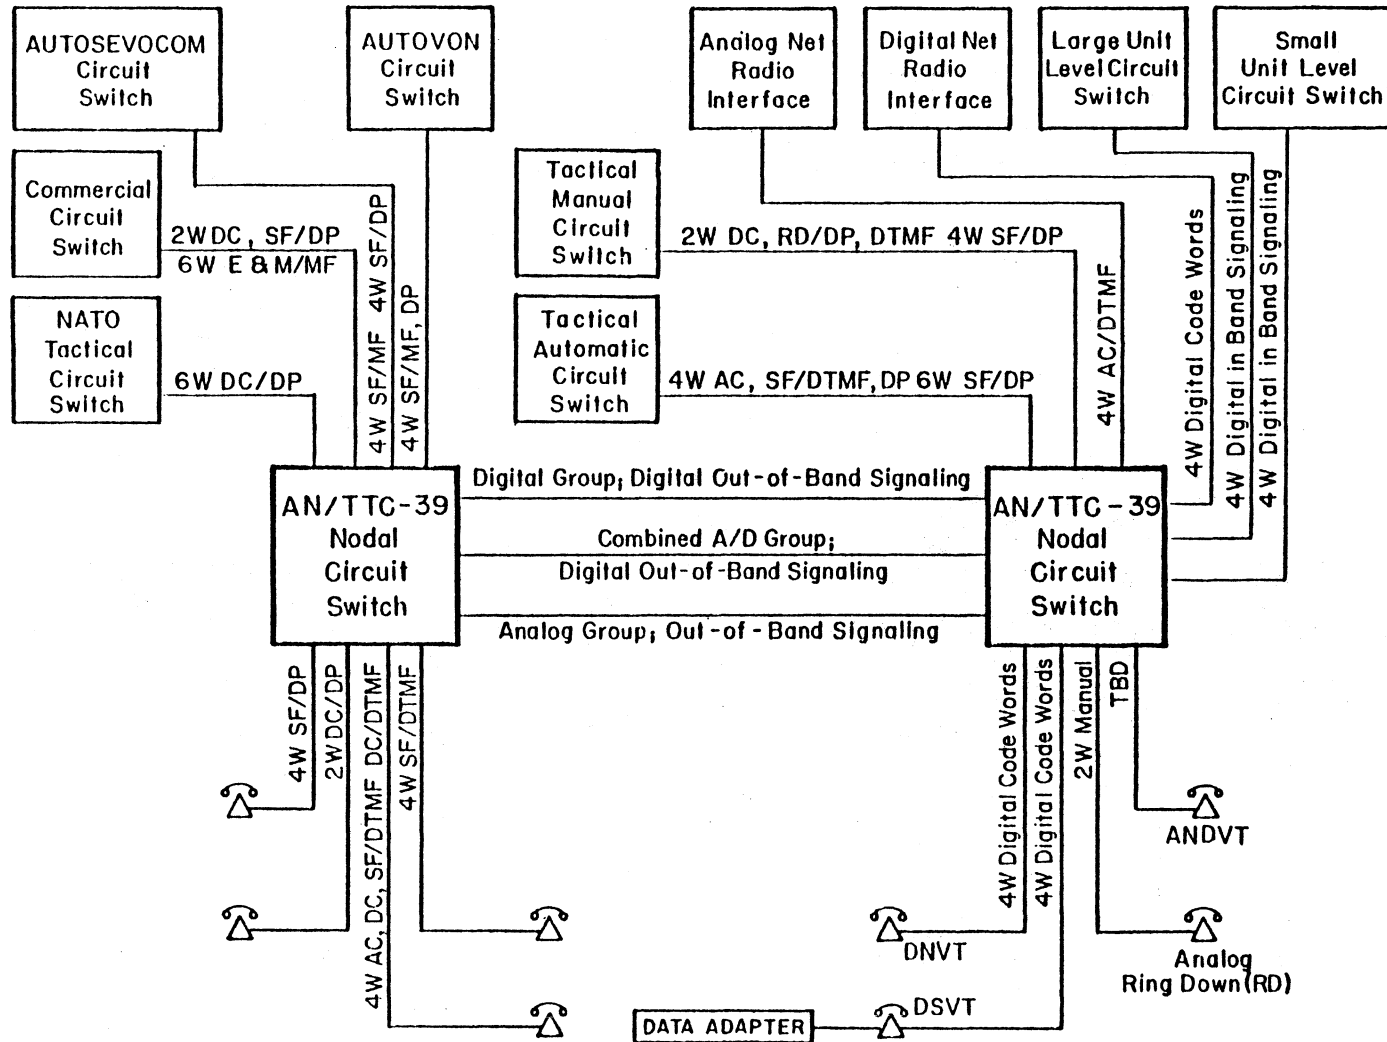 AUTOSEVOCOM
Circuit
Switch
AUTOVON
Circuit
Switch
Analog Net
Radio
Interface
Digital Net
Radio
Interface
Large Unit
Level Circuit
Switch
Small
Unit Level
Circuit Switch
Commercial
Circuit
Switch
2W DC, SF/DP
6W E & M/MF
4W SF/MF 4W SF/DP
4W SF/MF, DP
Tactical
Manual
Circuit
Switch
2W DC, RD/DP, DTMF 4W SF/DP
4W AC/DTMF
4W Digital Code Words
4W Digital in Band Signaling
4W Digital in Band Signaling
NATO
Tactical
Circuit
Switch
6W DC/DP
Tactical
Automatic
Circuit
Switch
4W AC, SF/DTMF, DP 6W SF/DP
AN/TTC-39
Nodal
Circuit
Switch
Digital Group; Digital Out-of-Band Signaling
Combined A/D Group;
Digital Out-of-Band Signaling
Analog Group; Out-of-Band Signaling
AN/TTC-39
Nodal
Circuit
Switch
4W SF/DP
2W DC/DP
4W AC, DC, SF/DTMF DC/DTMF
4W SF/DTMF
4W Digital Code Words
4W Digital Code Words
2W Manual
TBD
ANDVT
DNVT
Analog
Ring Down (RD)
DSVT
DATA ADAPTER